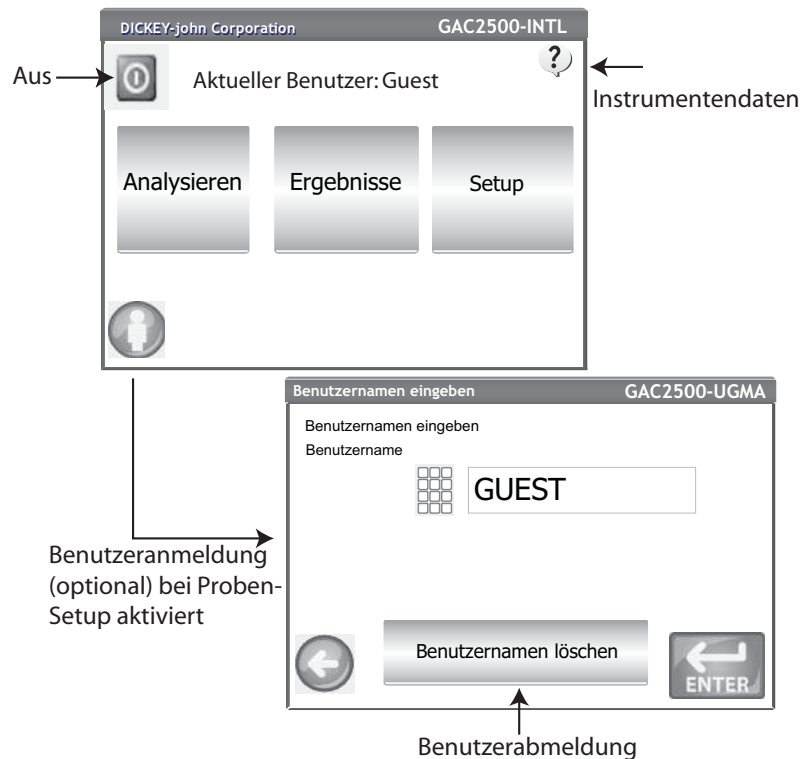 DICKEY-john Corporation GAC2500-INTL
Aus
Aktueller Benutzer: Guest
?
Instrumentendaten
Analysieren Ergebnisse Setup
Benutzernamen eingeben GAC2500-UGMA
Benutzernamen eingeben
Benutzername
GUEST
Benutzeranmeldung
(optional) bei Proben-
Setup aktiviert
Benutzernamen löschen
ENTER
Benutzerabmeldung